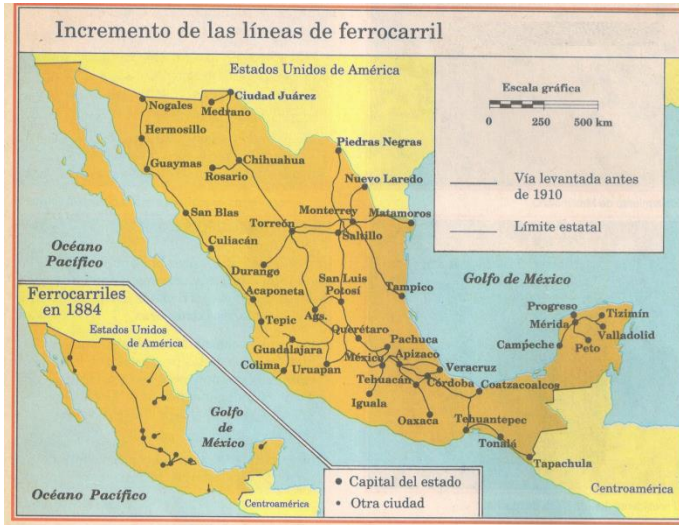 Incremento de las líneas de ferrocarril
Estados Unidos de América
Escala gráfica
0 250 500 km
Vía levantada antes
de 1910
Límite estatal
Nogales
Ciudad Juárez
Medrano
Hermosillo
Guaymas
Chihuahua
Rosario
Piedras Negras
Nuevo Laredo
San Blas
Torreón
Monterrey
Matamoros
Culiacán
Saltillo
Océano
Pacífico
Durango
Golfo de México
San Luis
Potosí
Tampico
Acaponeta
Ags.
Tepic
Querétaro
Pachuca
Progreso
Tizimín
Mérida
Valladolid
Campeche
Peto
Guadalajara
México
Apizaco
Veracruz
Colima
Uruapan
Tehuacán
Córdoba
Coatzacoalcos
Iguala
Oaxaca
Tehuantepec
Tonalá
Tapachula
Centroamérica
Ferrocarriles
en 1884
Estados Unidos
de América
Golfo
de
México
Océano Pacífico
Centroamérica
Capital del estado
Otra ciudad